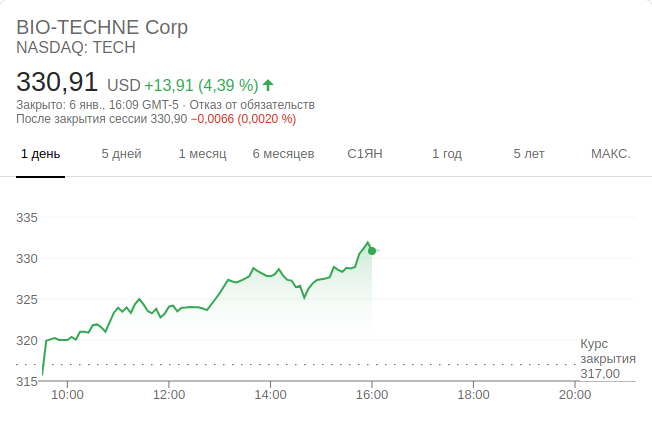 BIO-TECHNE Corp
NASDAQ: TECH
330,91 USD +13,91 (4,39 %)
Закрыто: 6 янв., 16:09 GMT-5 · Отказ от обязательств
После закрытия сессии 330,90 −0,0066 (0,0020 %)
1 день 5 дней 1 месяц 6 месяцев С1ЯН 1 год 5 лет МАКС.
335
330
325
320
315
Курс
закрытия
317,00
10:00 12:00 14:00 16:00 18:00 20:00